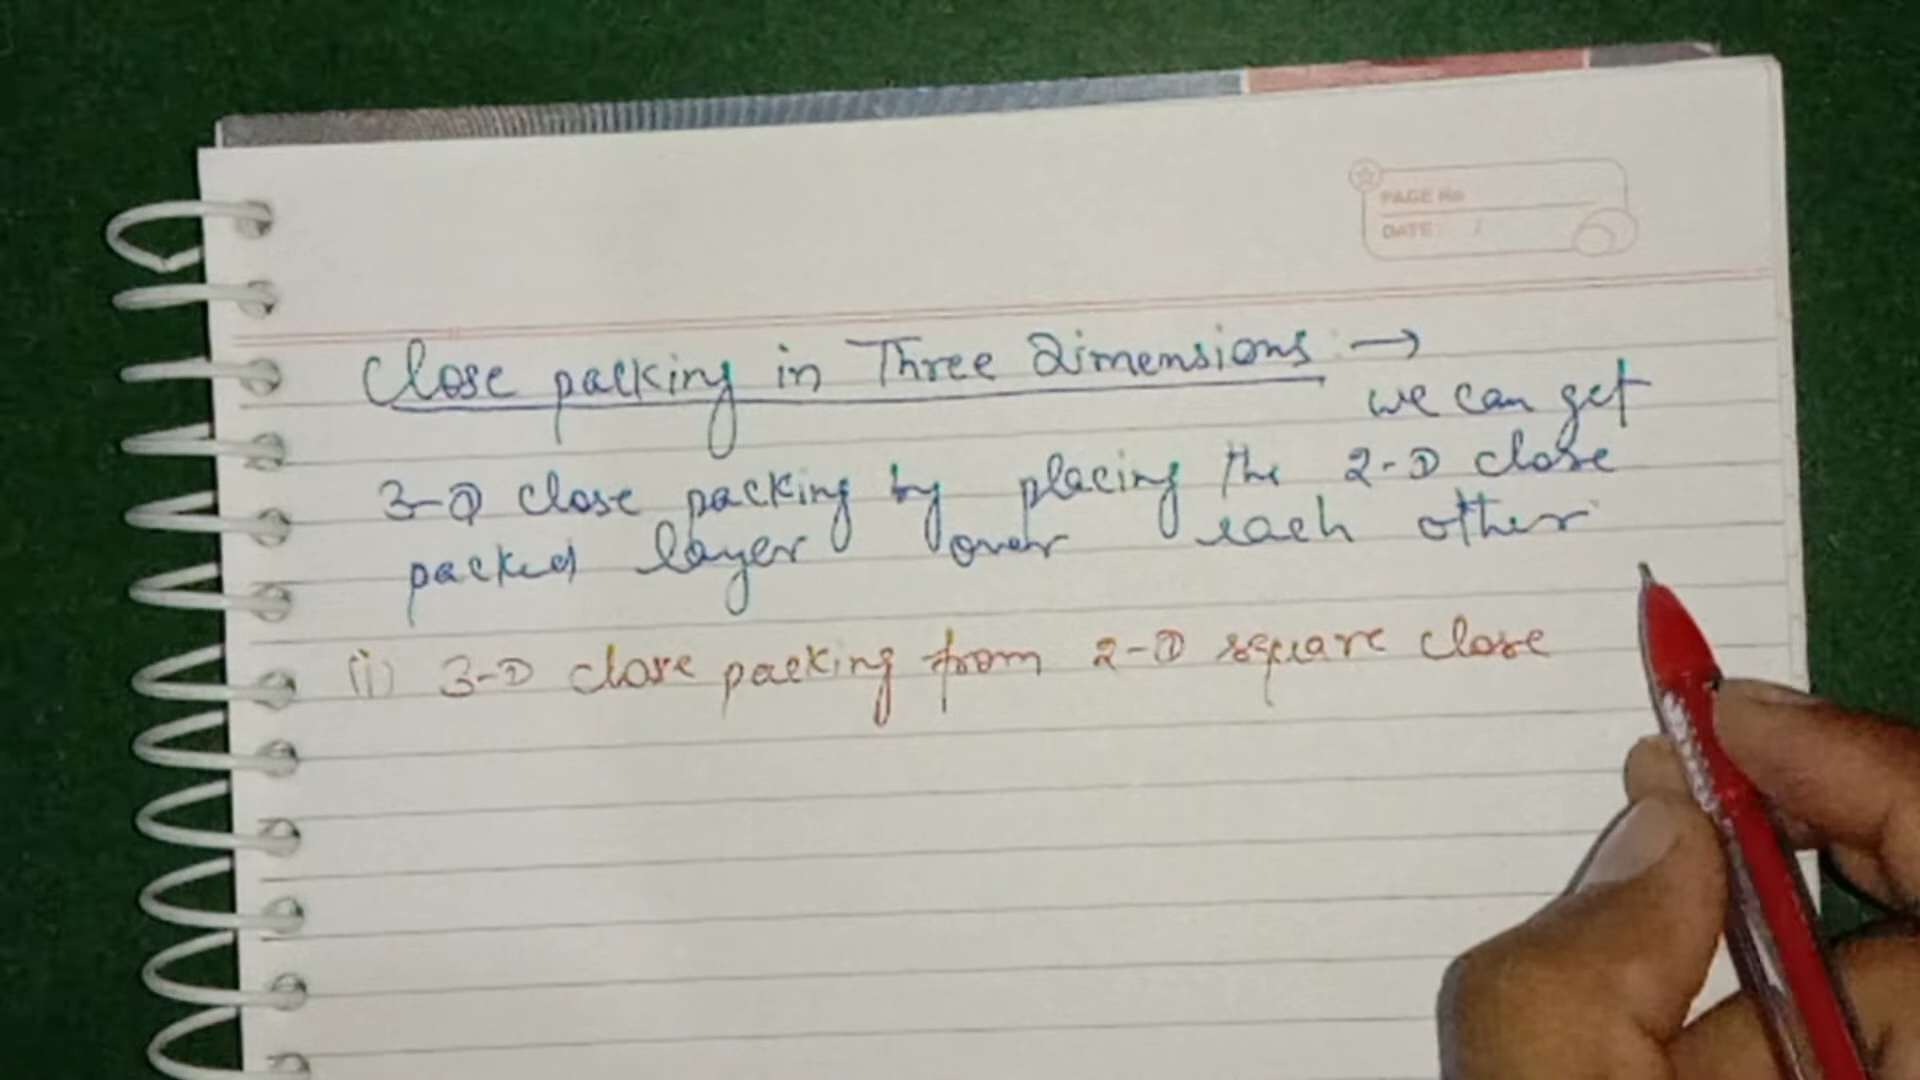 PAGE No
DATE: /
Close packing in Three Dimensions :→
we can get
3-D close packing by placing the 2-D close
packed layer over each other
(i) 3-D close packing from 2-D square close